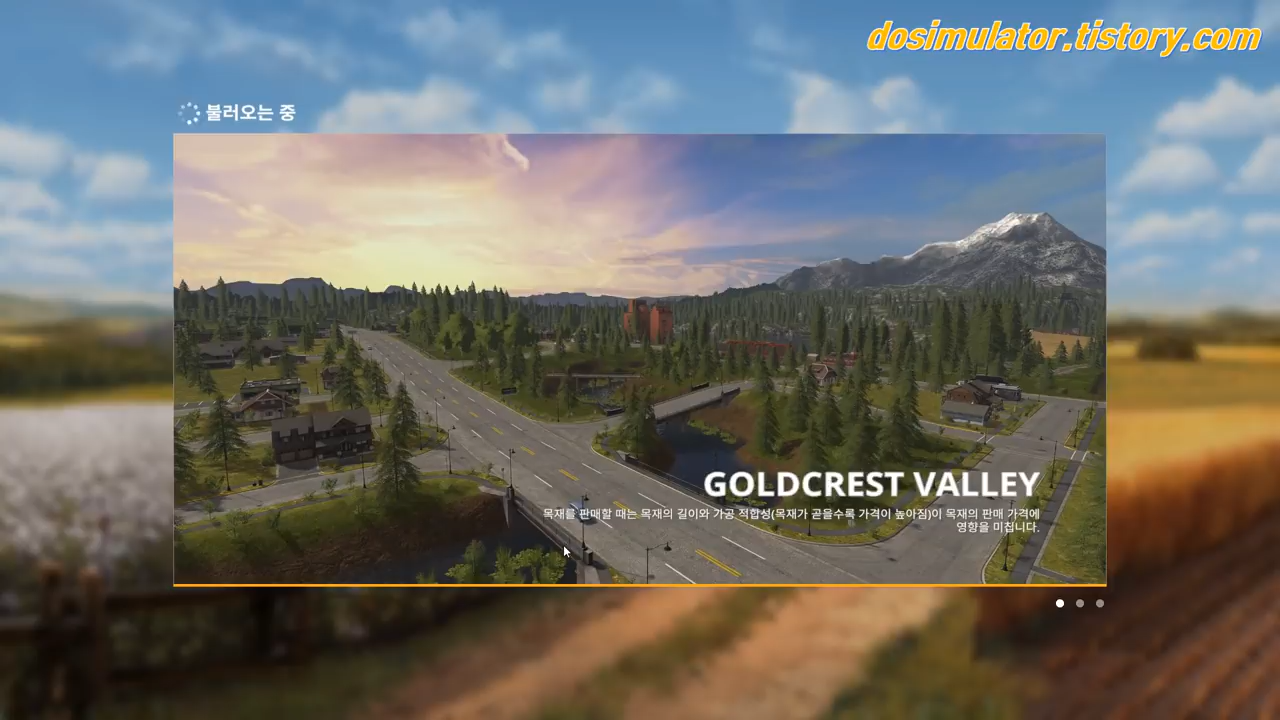 dosimulator.tistory.com
불러오는 중
GOLDCREST VALLEY
목재를 판매할 때는 목재의 길이와 가공 적합성(목재가 곧을수록 가격이 높아짐)이 목재의 판매 가격에
영향을 미칩니다.